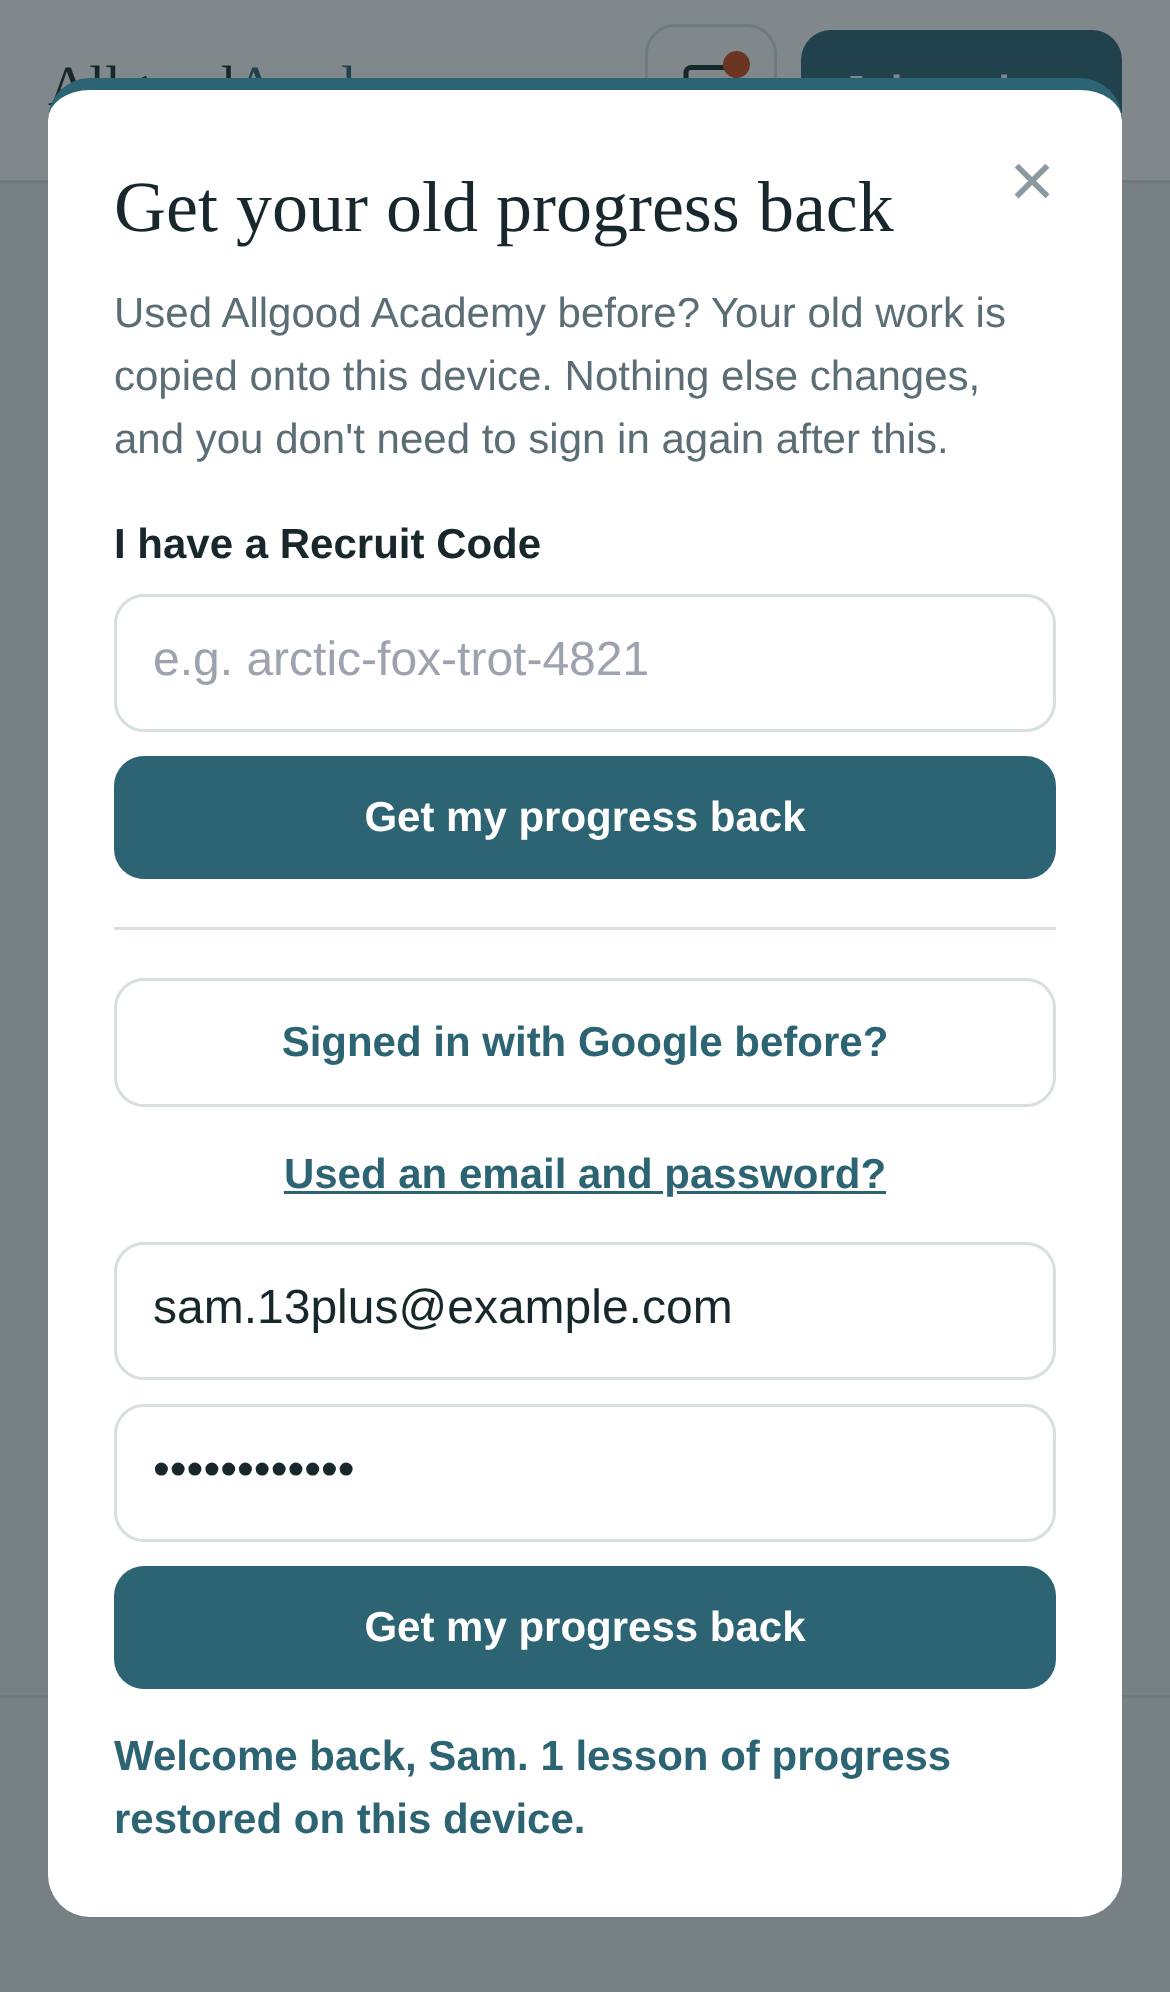 Get your old progress back
Used Allgood Academy before? Your old work is
copied onto this device. Nothing else changes,
and you don't need to sign in again after this.
I have a Recruit Code
e.g. arctic-fox-trot-4821
Get my progress back
Signed in with Google before?
Used an email and password?
sam.13plus@example.com
••••••••••••
Get my progress back
Welcome back, Sam. 1 lesson of progress
restored on this device.